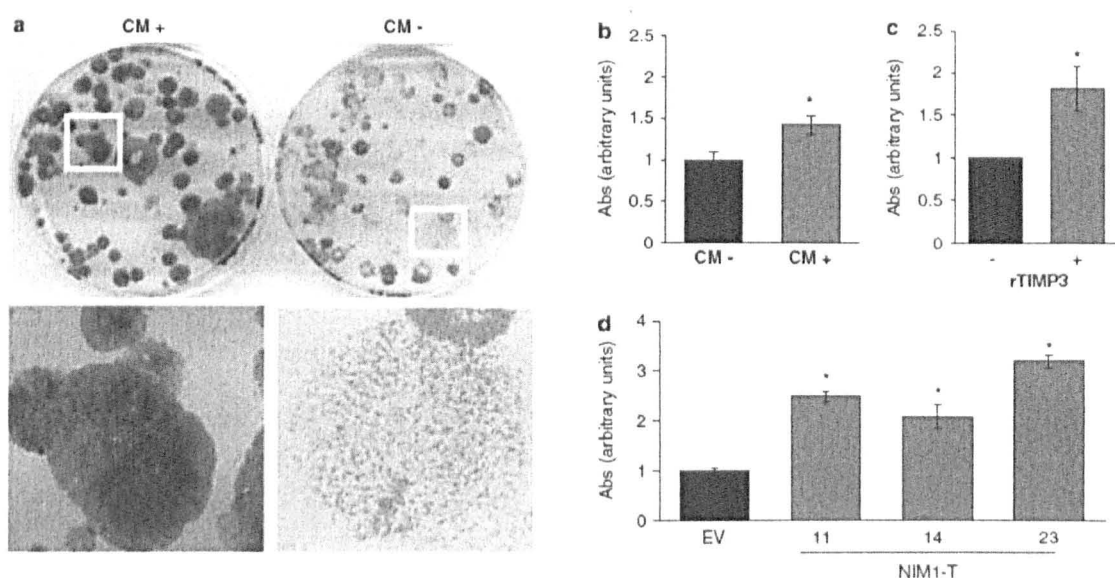 a
CM +
CM -
b
Abs (arbitrary units)
2.5
2
1.5
1
0.5
0
*
CM -
CM +
c
Abs (arbitrary units)
2.5
2
1.5
1
0.5
0
*
-
+
rTIMP3
d
Abs (arbitrary units)
4
3
2
1
0
*
*
*
EV
11
14
23
NIM1-T